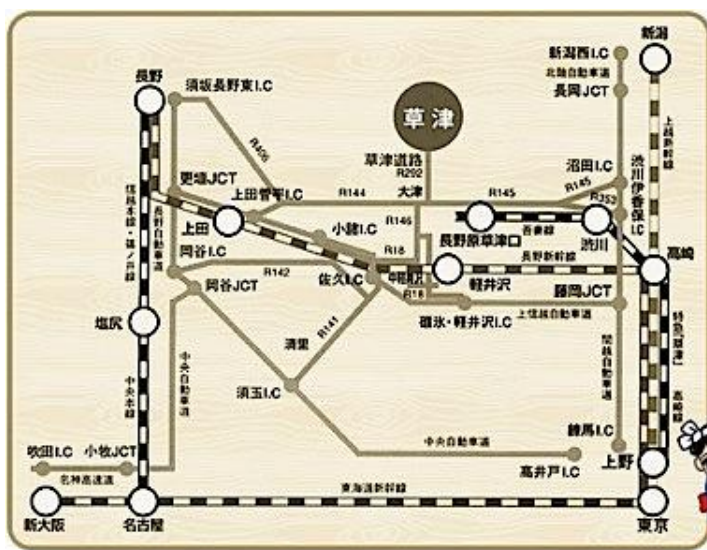 新潟
新潟西I.C
北陸自動車道
長岡JCT
長野
須坂長野東I.C
草津
上越新幹線
R406
草津道路
R292
沼田I.C
渋川伊香保I.C
更埴JCT
上田菅平I.C
R144
大津
R145
R145
R353
信越本線・篠ノ井線
長野自動車道
上田
小諸I.C
R146
長野原草津口
吾妻線
渋川
岡谷I.C
R18
長野新幹線
高崎
R142
佐久I.C
中軽井沢
軽井沢
岡谷JCT
R18
藤岡JCT
碓氷・軽井沢I.C
上信越自動車道
R141
塩尻
清里
特急「草津」
関越自動車道
中央本線
中央自動車道
須玉I.C
高崎線
練馬I.C
吹田I.C
小牧JCT
中央自動車道
高井戸I.C
上野
名神高速道
東海道新幹線
新大阪
名古屋
東京